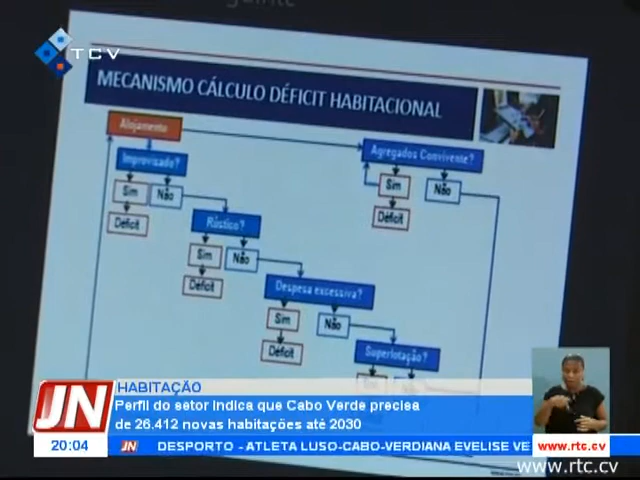 TCV
MECANISMO CÁLCULO DÉFICIT HABITACIONAL
Alojamento
Agregados Convivente?
Improvisado?
Sim
Não
Sim
Não
Déficit
Déficit
Rústico?
Sim
Não
Déficit
Despesa excessiva?
Sim
Não
Déficit
Superlotação?
JN
HABITAÇÃO
Perfil do setor indica que Cabo Verde precisa
de 26.412 novas habitações até 2030
20:04
JN
DESPORTO - ATLETA LUSO-CABO-VERDIANA EVELISE VE
www.rtc.cv
www.rtc.cv